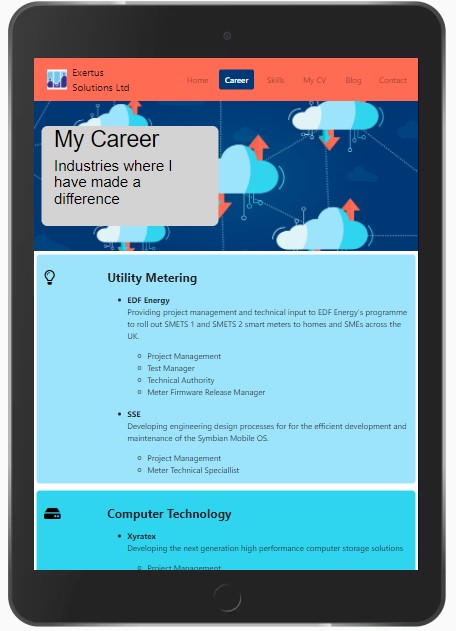 Exertus
Solutions Ltd
Home Career Skills My CV Blog Contact
My Career
Industries where I
have made a
difference
Utility Metering
EDF Energy
Providing project management and technical input to EDF Energy's programme
to roll out SMETS 1 and SMETS 2 smart meters to homes and SMEs across the
UK.
Project Management
Test Manager
Technical Authority
Meter Firmware Release Manager
SSE
Developing engineering design processes for for the efficient development and
maintenance of the Symbian Mobile OS.
Project Management
Meter Technical Speciallist
Computer Technology
Xyratex
Developing the next generation high performance computer storage solutions
Project Management